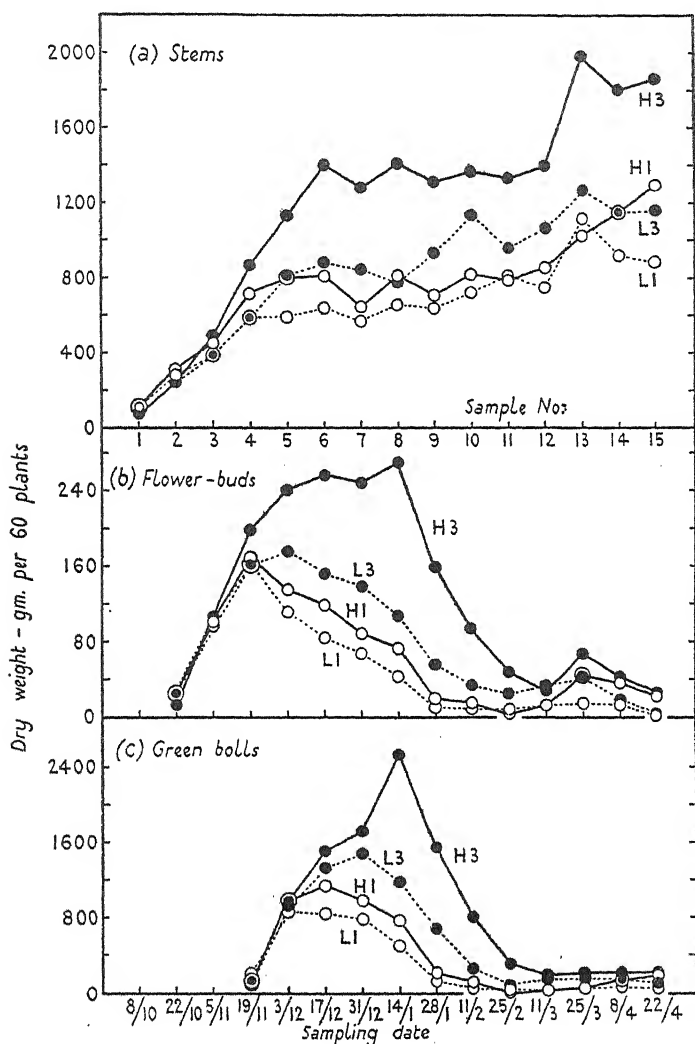 Dry weight - gm. per 60 plants
(a) Stems
2000
1600
1200
800
400
0
H3
H1
L3
L1
Sample Nos
1 2 3 4 5 6 7 8 9 10 11 12 13 14 15
(b) Flower-buds
240
160
80
0
H3
L3
H1
L1
(c) Green bolls
2400
1600
800
0
H3
L3
H1
L1
8/10 22/10 5/11 19/11 3/12 17/12 31/12 14/1 28/1 11/2 25/2 11/3 25/3 8/4 22/4
Sampling date